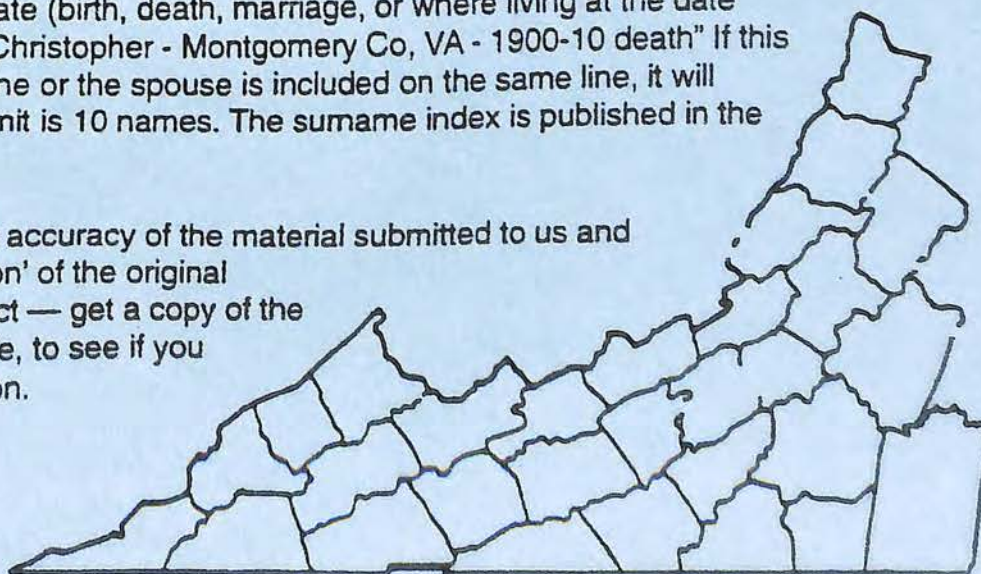 ate (birth, death, marriage, or where living at the date
Christopher - Montgomery Co, VA - 1900-10 death" If this
ne or the spouse is included on the same line, it will
nit is 10 names. The surname index is published in the
accuracy of the material submitted to us and
on' of the original
ct — get a copy of the
e, to see if you
on.